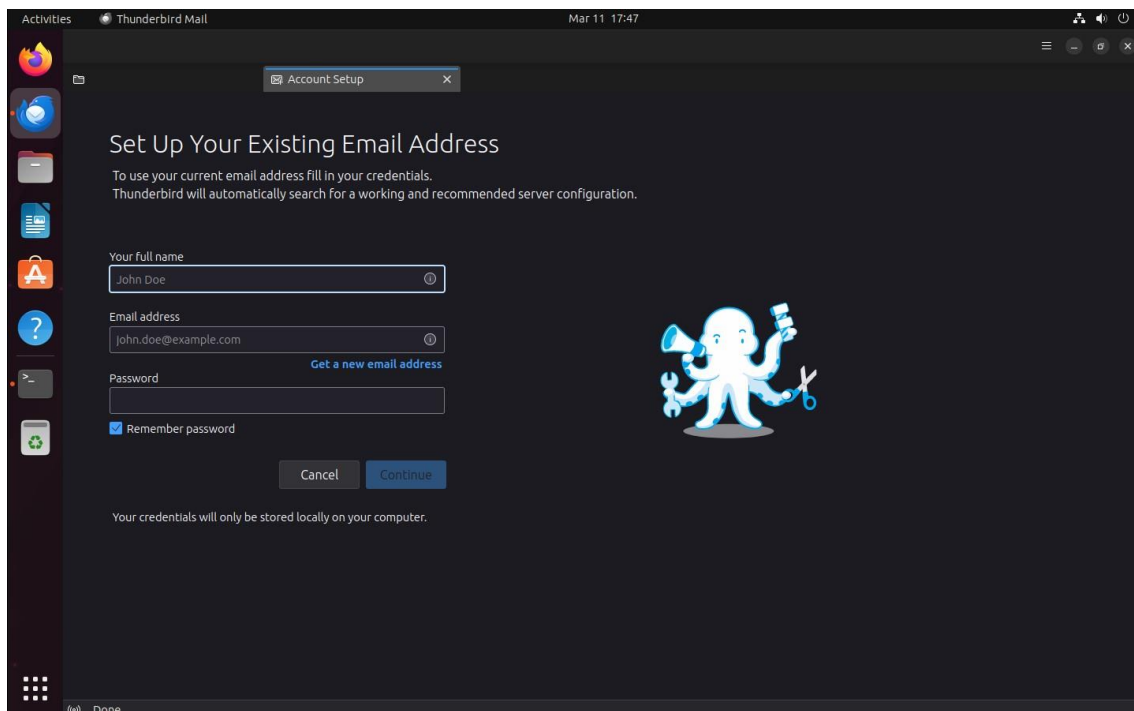 Activities Thunderbird Mail Mar 11 17:47
Account Setup
Set Up Your Existing Email Address
To use your current email address fill in your credentials.
Thunderbird will automatically search for a working and recommended server configuration.
Your full name
John Doe
Email address
john.doe@example.com
Get a new email address
Password
Remember password
Cancel Continue
Your credentials will only be stored locally on your computer.
Done